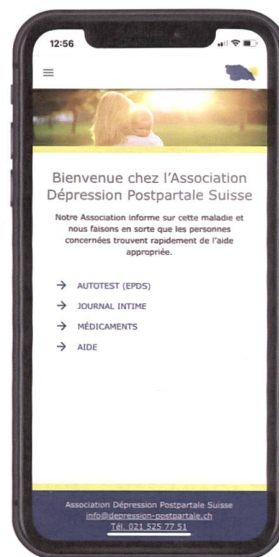 12:56
Bienvenue chez l'Association
Dépression Postpartale Suisse
Notre Association informe sur cette maladie et
nous faisons en sorte que les personnes
concernées trouvent rapidement de l'aide
appropriée.
→ AUTOTEST (EPDS)
→ JOURNAL INTIME
→ MÉDICAMENTS
→ AIDE
Association Dépression Postpartale Suisse
info@depression-postpartale.ch
Tél. 021 525 77 51